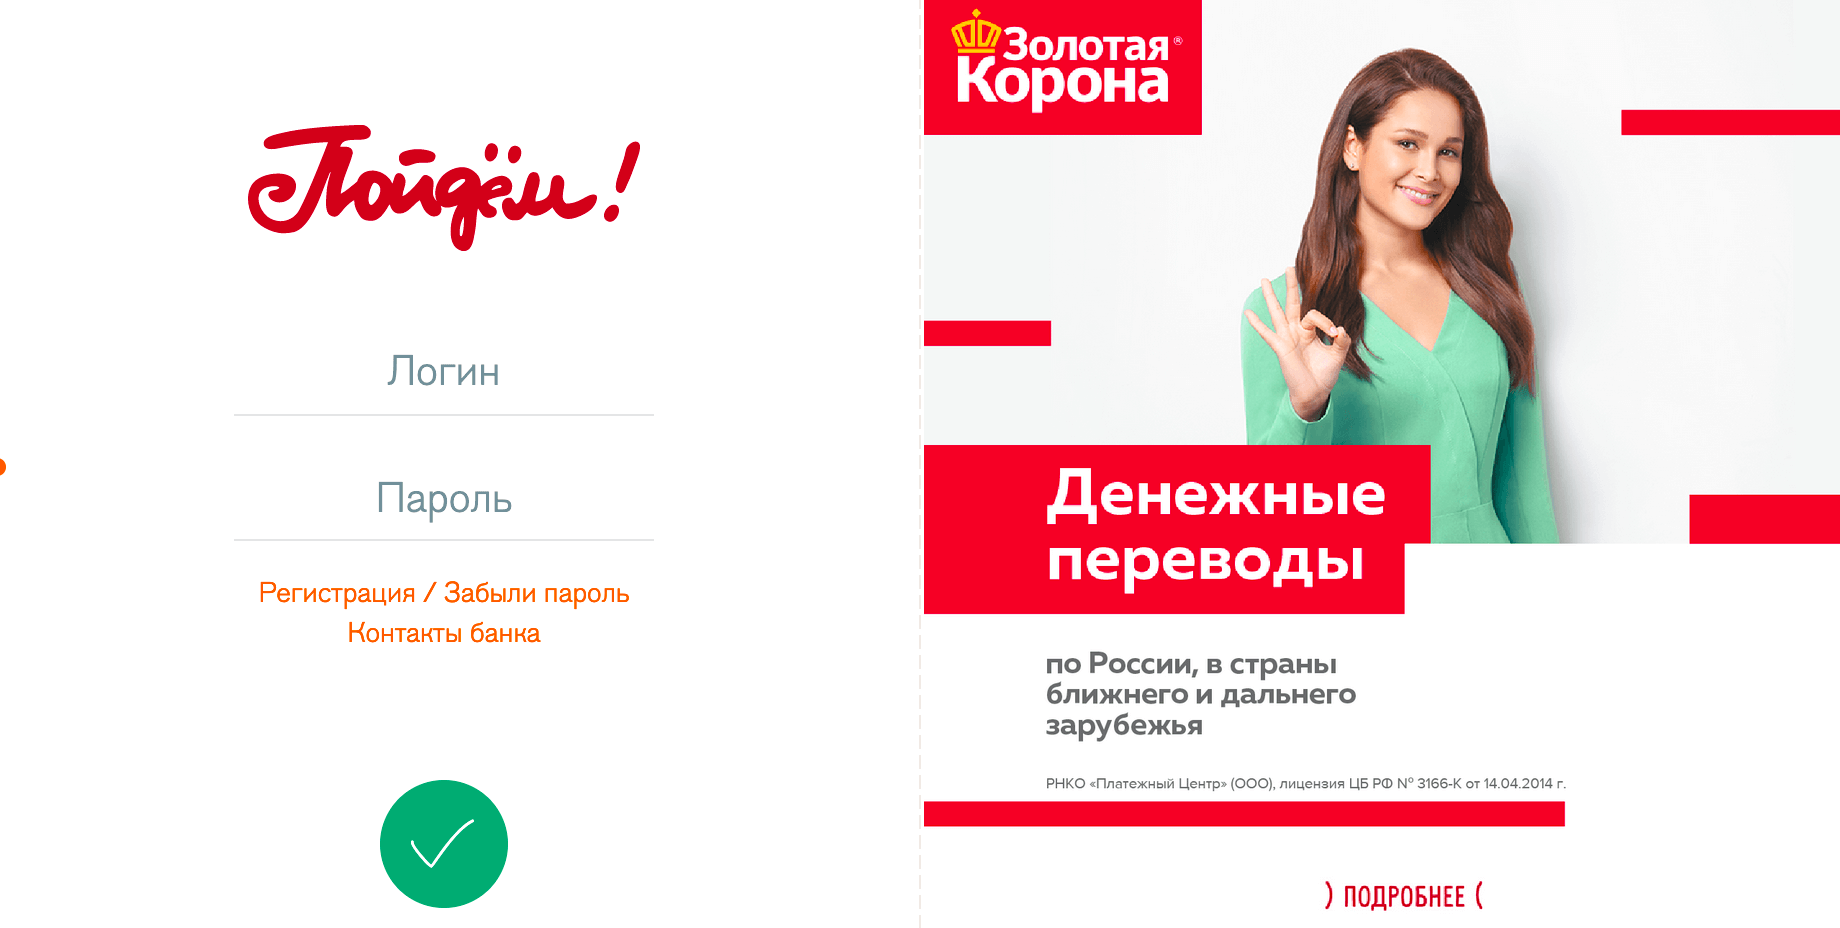 Пойдём!
Логин
Пароль
Регистрация / Забыли пароль
Контакты банка
Золотая®
Корона
Денежные
переводы
по России, в страны
ближнего и дальнего
зарубежья
РНКО «Платежный Центр» (ООО), лицензия ЦБ РФ № 3166-К от 14.04.2014 г.
) ПОДРОБНЕЕ (